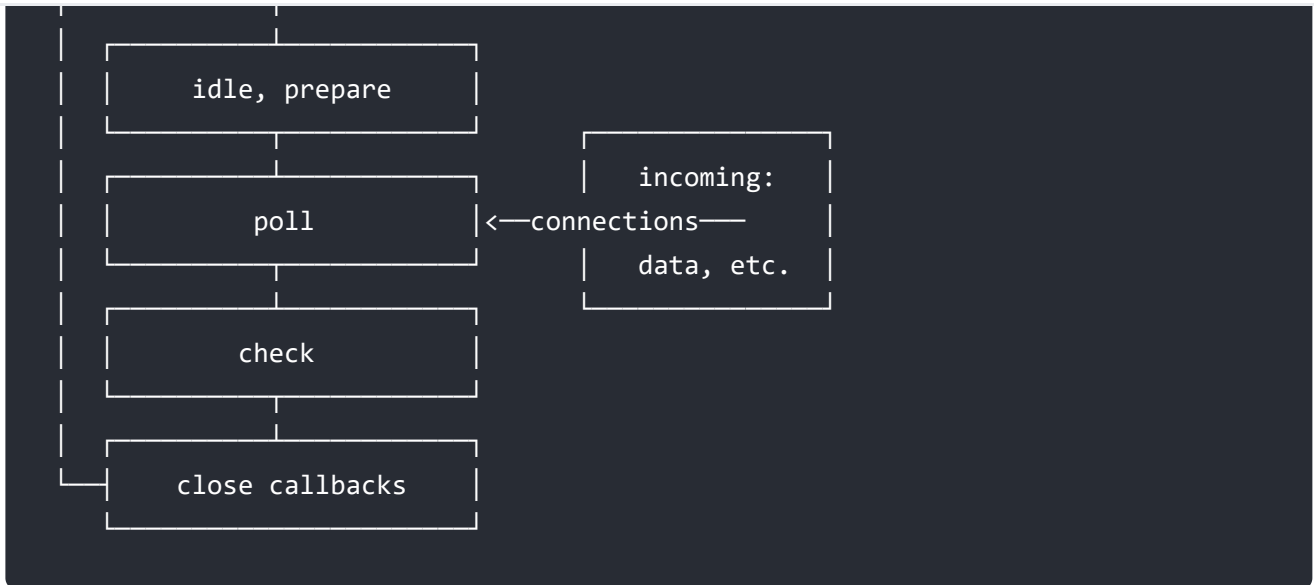 idle, prepare
incoming:
poll
connections
data, etc.
check
close callbacks